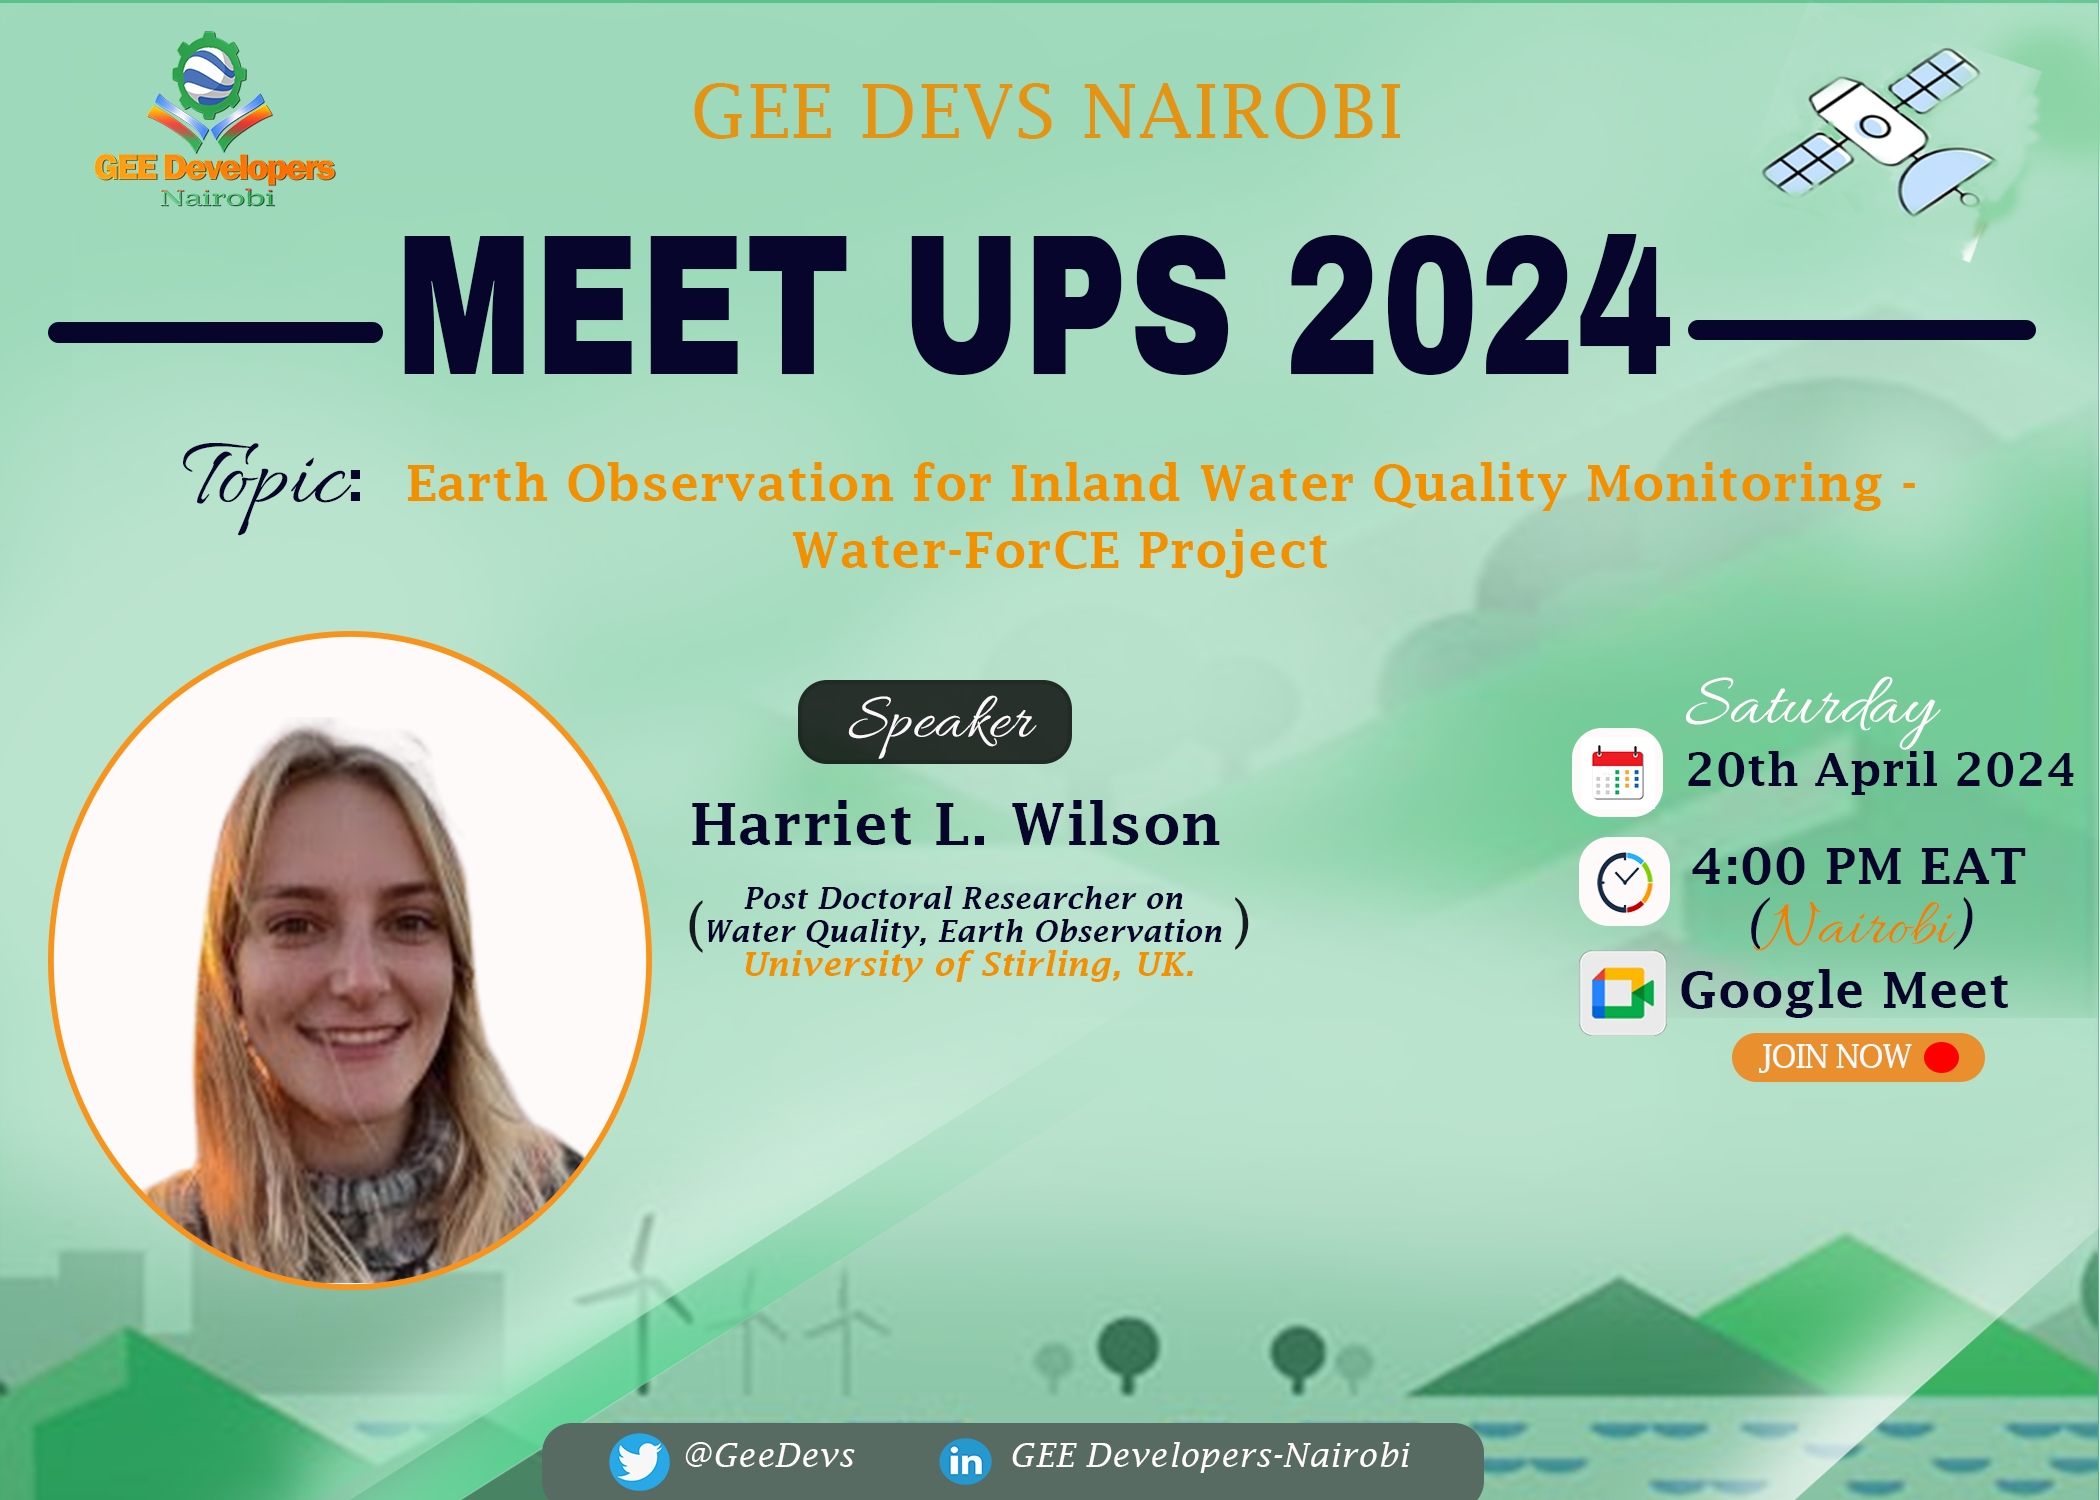 GEE Developers
Nairobi
GEE DEVS NAIROBI
MEET UPS 2024
Topic: Earth Observation for Inland Water Quality Monitoring -
Water-ForCE Project
Speaker
Harriet L. Wilson
(Post Doctoral Researcher on
Water Quality, Earth Observation)
University of Stirling, UK.
Saturday
20th April 2024
4:00 PM EAT
(Nairobi)
Google Meet
JOIN NOW
@GeeDevs
in GEE Developers-Nairobi